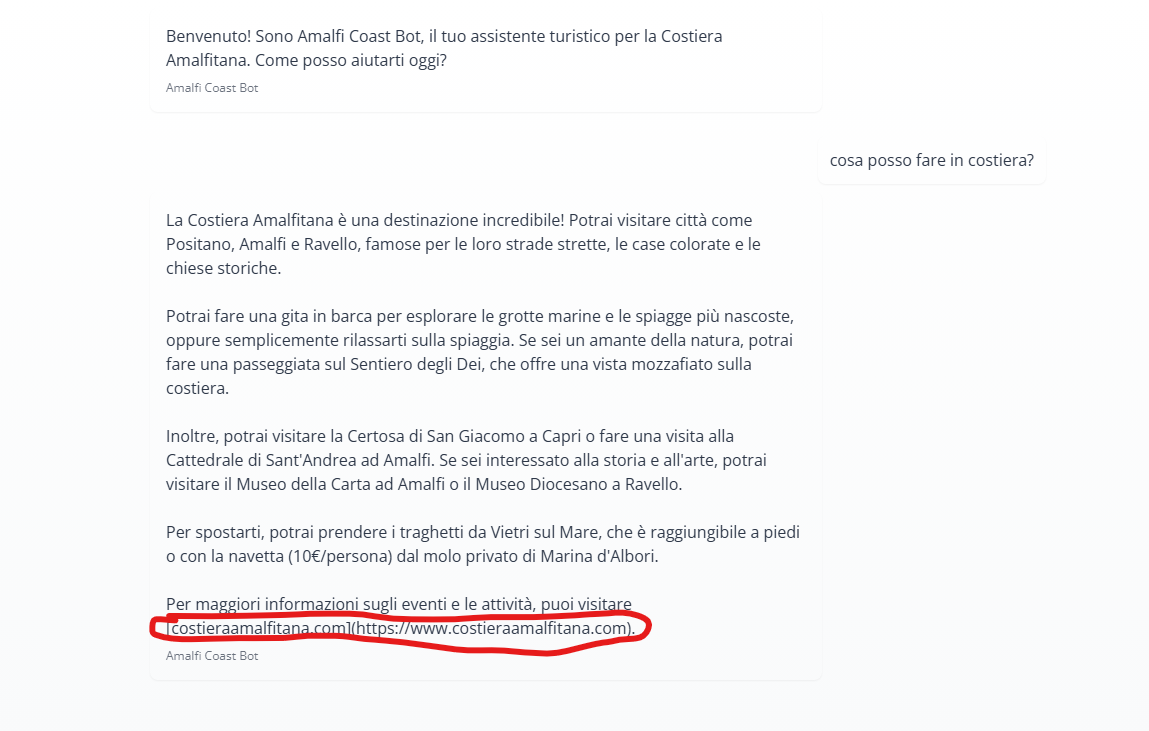 Benvenuto! Sono Amalfi Coast Bot, il tuo assistente turistico per la Costiera
Amalfitana. Come posso aiutarti oggi?
Amalfi Coast Bot
cosa posso fare in costiera?
La Costiera Amalfitana è una destinazione incredibile! Potrai visitare città come
Positano, Amalfi e Ravello, famose per le loro strade strette, le case colorate e le
chiese storiche.
Potrai fare una gita in barca per esplorare le grotte marine e le spiagge più nascoste,
oppure semplicemente rilassarti sulla spiaggia. Se sei un amante della natura, potrai
fare una passeggiata sul Sentiero degli Dei, che offre una vista mozzafiato sulla
costiera.
Inoltre, potrai visitare la Certosa di San Giacomo a Capri o fare una visita alla
Cattedrale di Sant'Andrea ad Amalfi. Se sei interessato alla storia e all'arte, potrai
visitare il Museo della Carta ad Amalfi o il Museo Diocesano a Ravello.
Per spostarti, potrai prendere i traghetti da Vietri sul Mare, che è raggiungibile a piedi
o con la navetta (10€/persona) dal molo privato di Marina d'Albori.
Per maggiori informazioni sugli eventi e le attività, puoi visitare
[costieraamalfitana.com](https://www.costieraamalfitana.com).
Amalfi Coast Bot